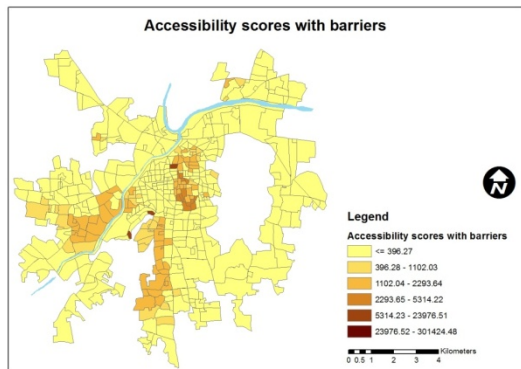 Accessibility scores with barriers
N
Legend
Accessibility scores with barriers
<= 396.27
396.28 - 1102.03
1102.04 - 2293.64
2293.65 - 5314.22
5314.23 - 23976.51
23976.52 - 301424.48
Kilometers
0 0.5 1 2 3 4